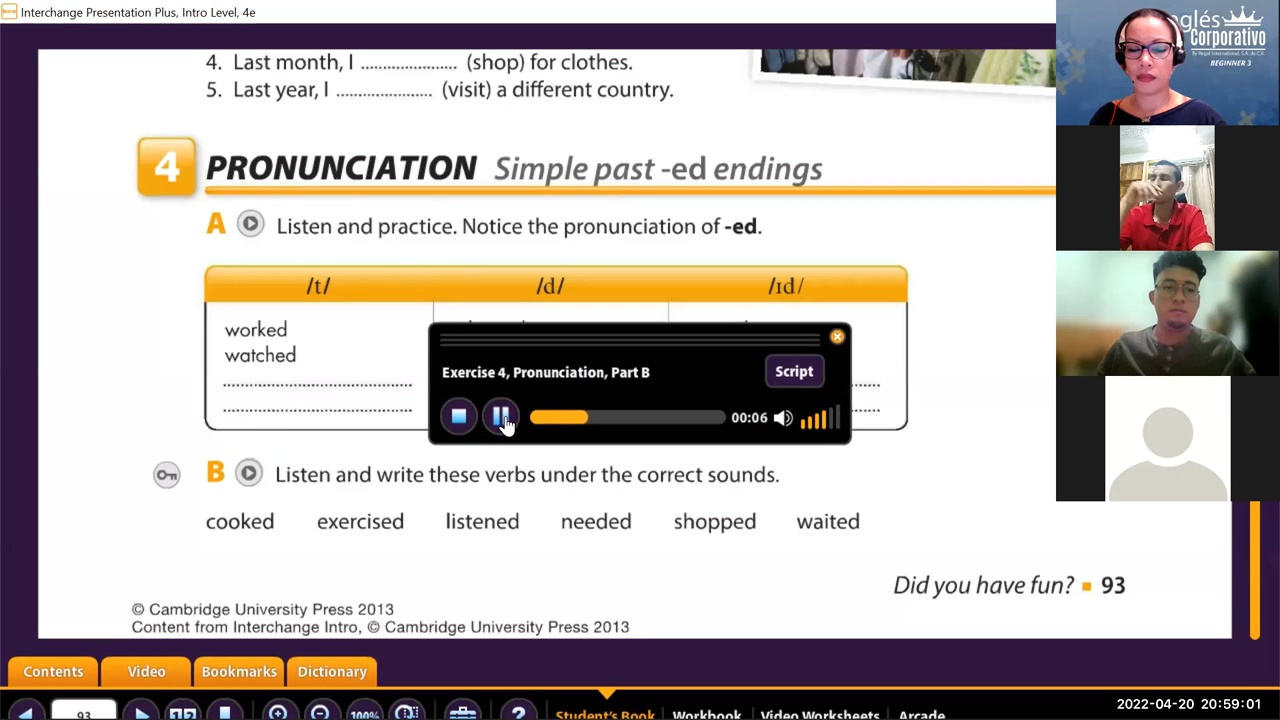 Interchange Presentation Plus, Intro Level, 4e
4. Last month, I ...................... (shop) for clothes.
5. Last year, I ...................... (visit) a different country.
4 PRONUNCIATION Simple past -ed endings
A Listen and practice. Notice the pronunciation of -ed.
/t/ /d/ /ɪd/
worked
watched
Exercise 4, Pronunciation, Part B
Script
00:06
B Listen and write these verbs under the correct sounds.
cooked exercised listened needed shopped waited
Did you have fun? ■ 93
© Cambridge University Press 2013
Content from Interchange Intro, © Cambridge University Press 2013
Contents Video Bookmarks Dictionary
93 100% ? Student's Book Workbook Video Worksheets Arcade
Corporativo
By Regal International, S.A. de C.V.
BEGINNER 3
2022-04-20 20:59:01